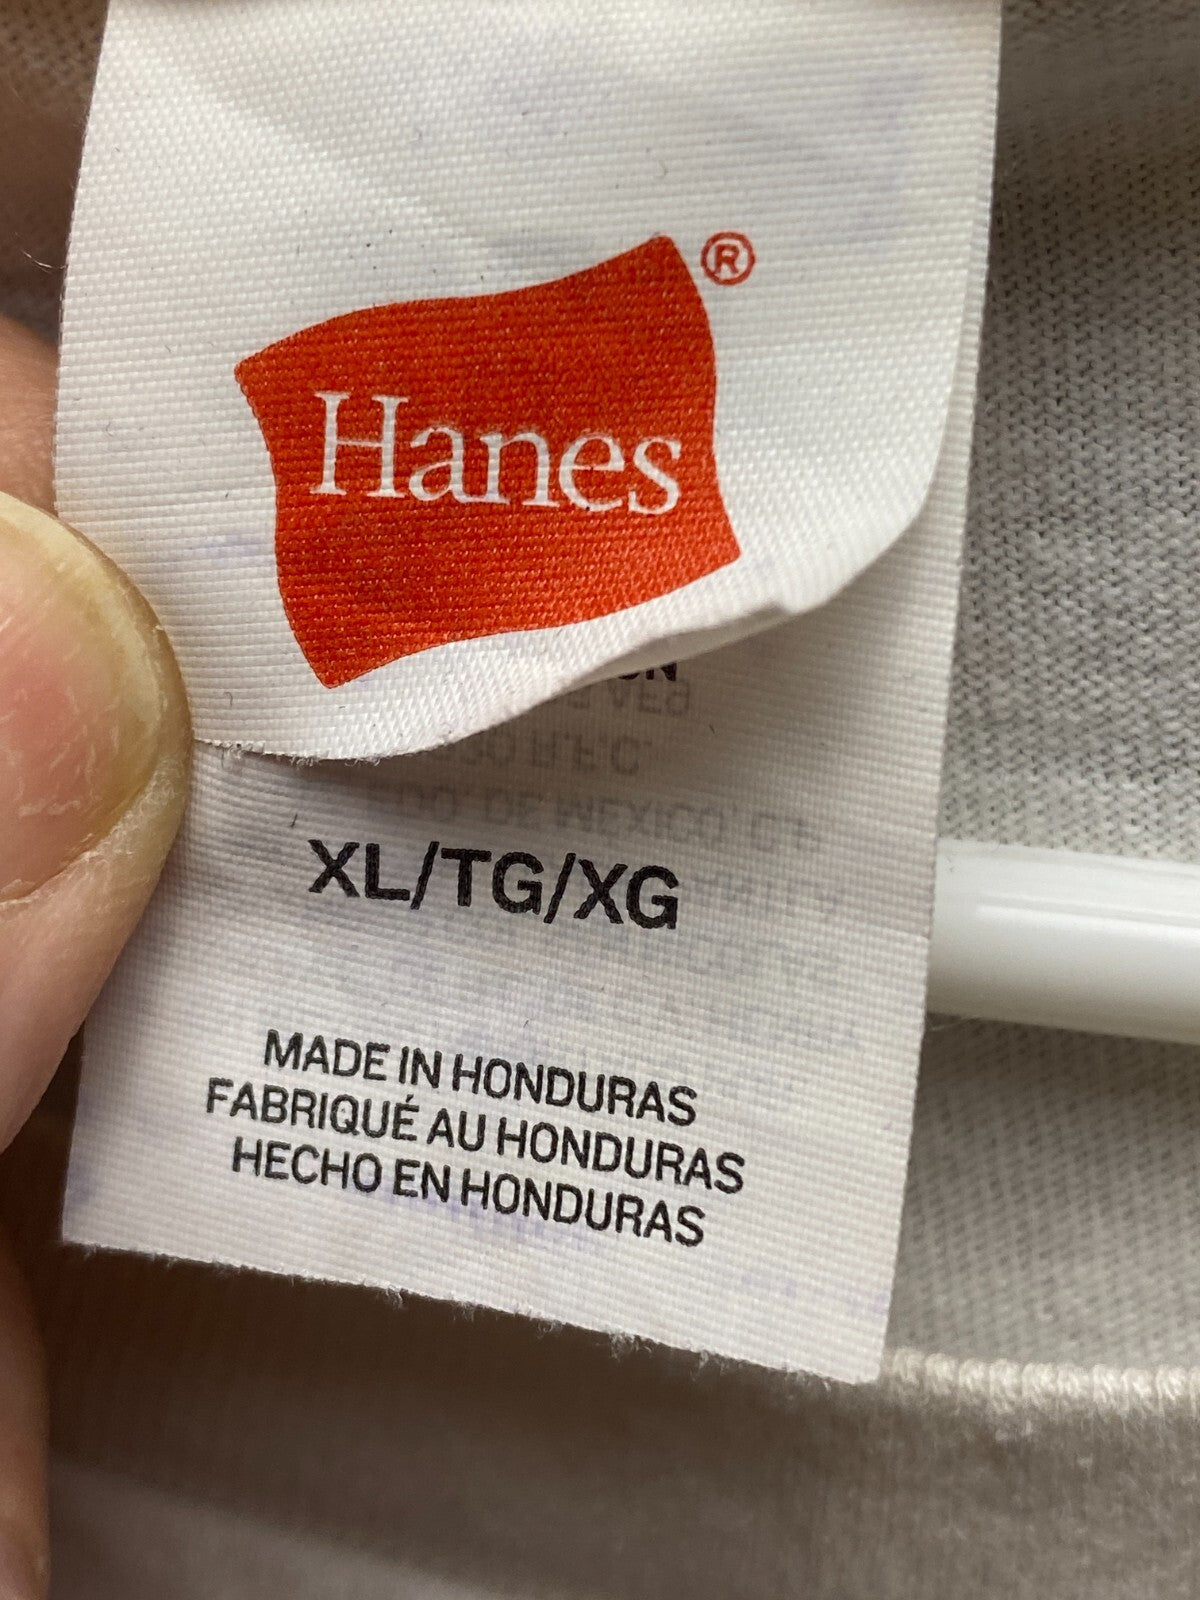 Hanes®
XL/TG/XG
MADE IN HONDURAS
FABRIQUÉ AU HONDURAS
HECHO EN HONDURAS